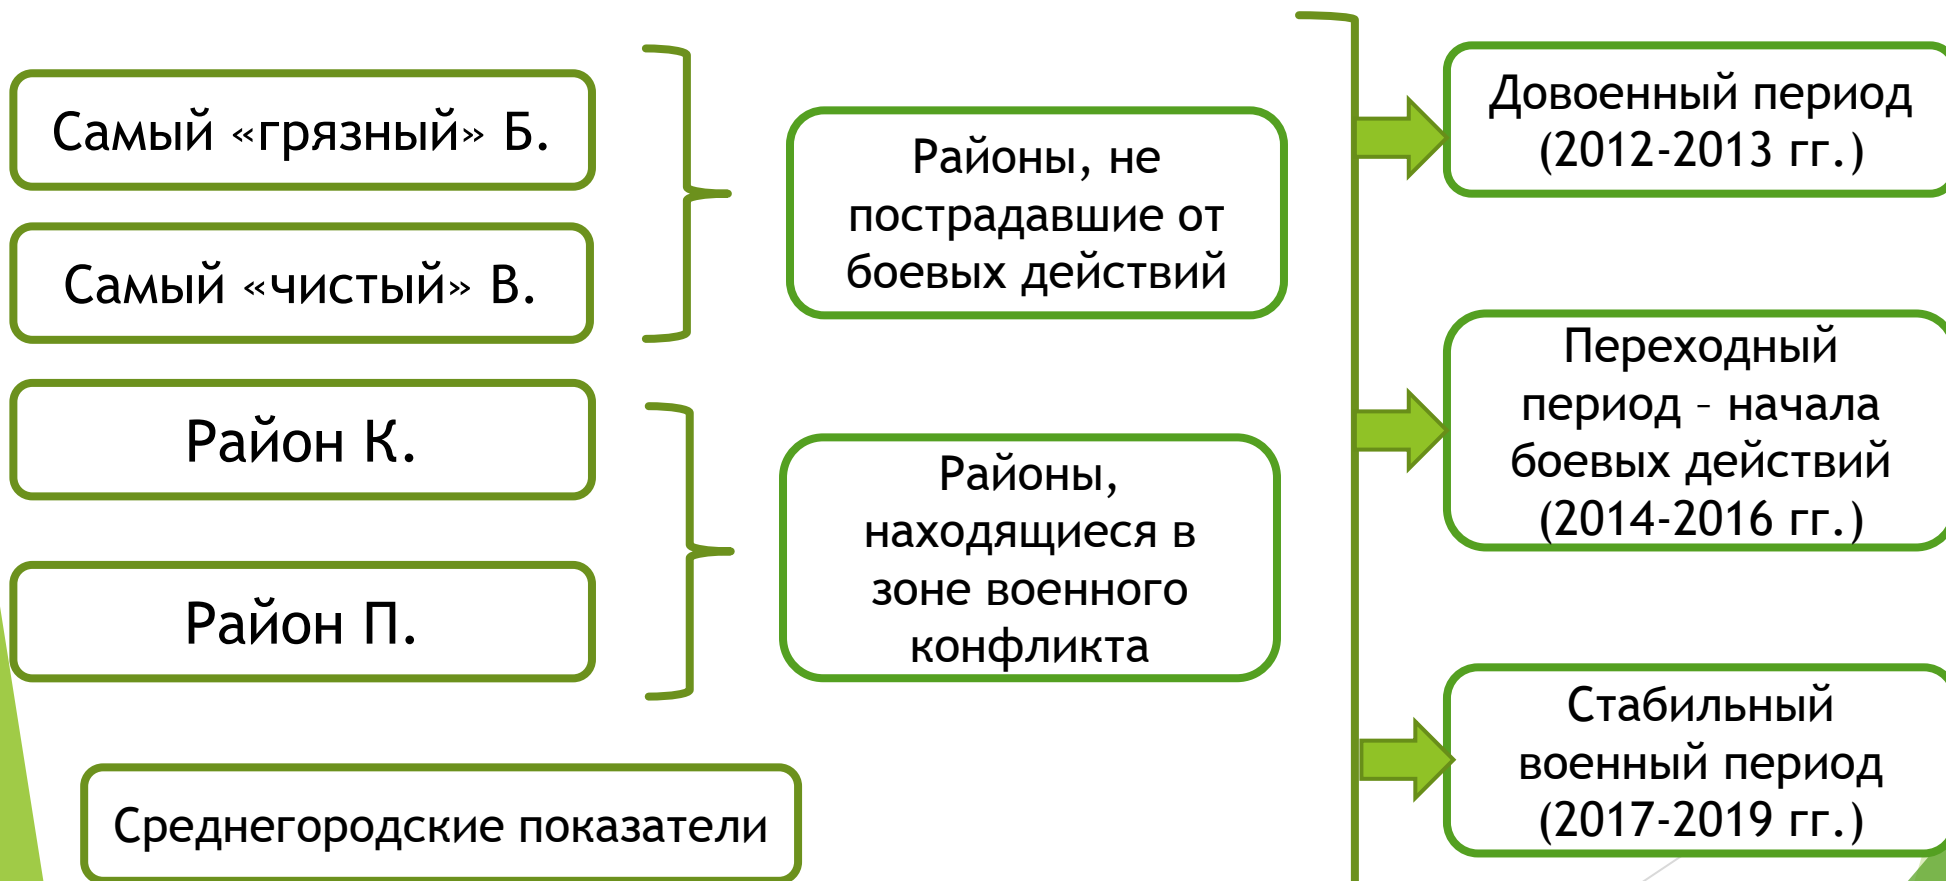 Самый «грязный» Б.
Самый «чистый» В.
Район К.
Район П.
Среднегородские показатели
Районы, не
пострадавшие от
боевых действий
Районы,
находящиеся в
зоне военного
конфликта
Довоенный период
(2012-2013 гг.)
Переходный
период – начала
боевых действий
(2014-2016 гг.)
Стабильный
военный период
(2017-2019 гг.)